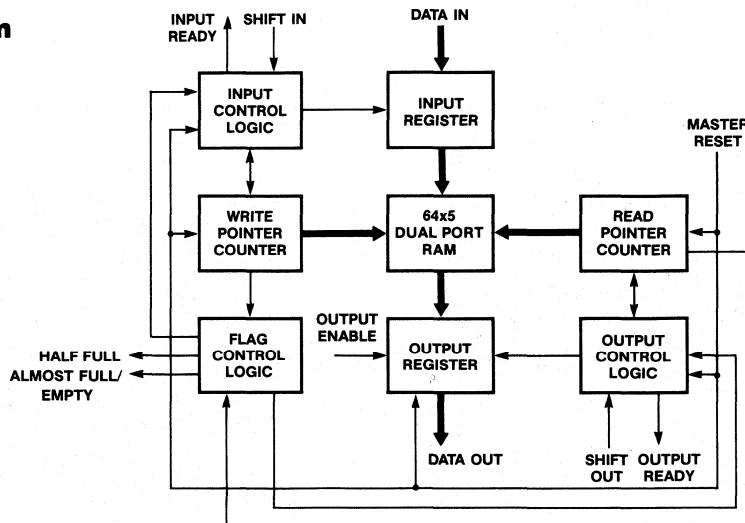 INPUT
READY
SHIFT IN
DATA IN
INPUT
CONTROL
LOGIC
INPUT
REGISTER
MASTER
RESET
WRITE
POINTER
COUNTER
64x5
DUAL PORT
RAM
READ
POINTER
COUNTER
FLAG
CONTROL
LOGIC
OUTPUT
ENABLE
OUTPUT
REGISTER
OUTPUT
CONTROL
LOGIC
HALF FULL
ALMOST FULL/
EMPTY
DATA OUT
SHIFT
OUT
OUTPUT
READY